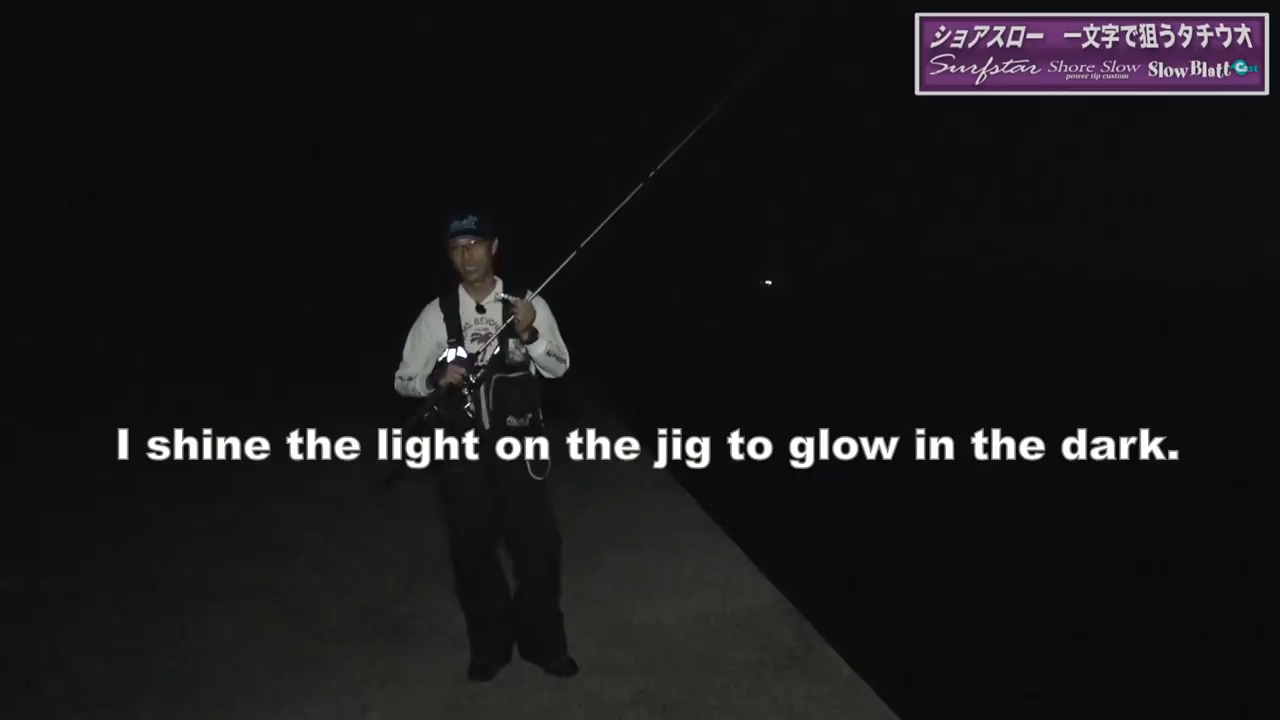 ショアスロー 一文字で狙うタチウオ
Surfstar Shore Slow power tip custom SlowBlatt Cast
I shine the light on the jig to glow in the dark.